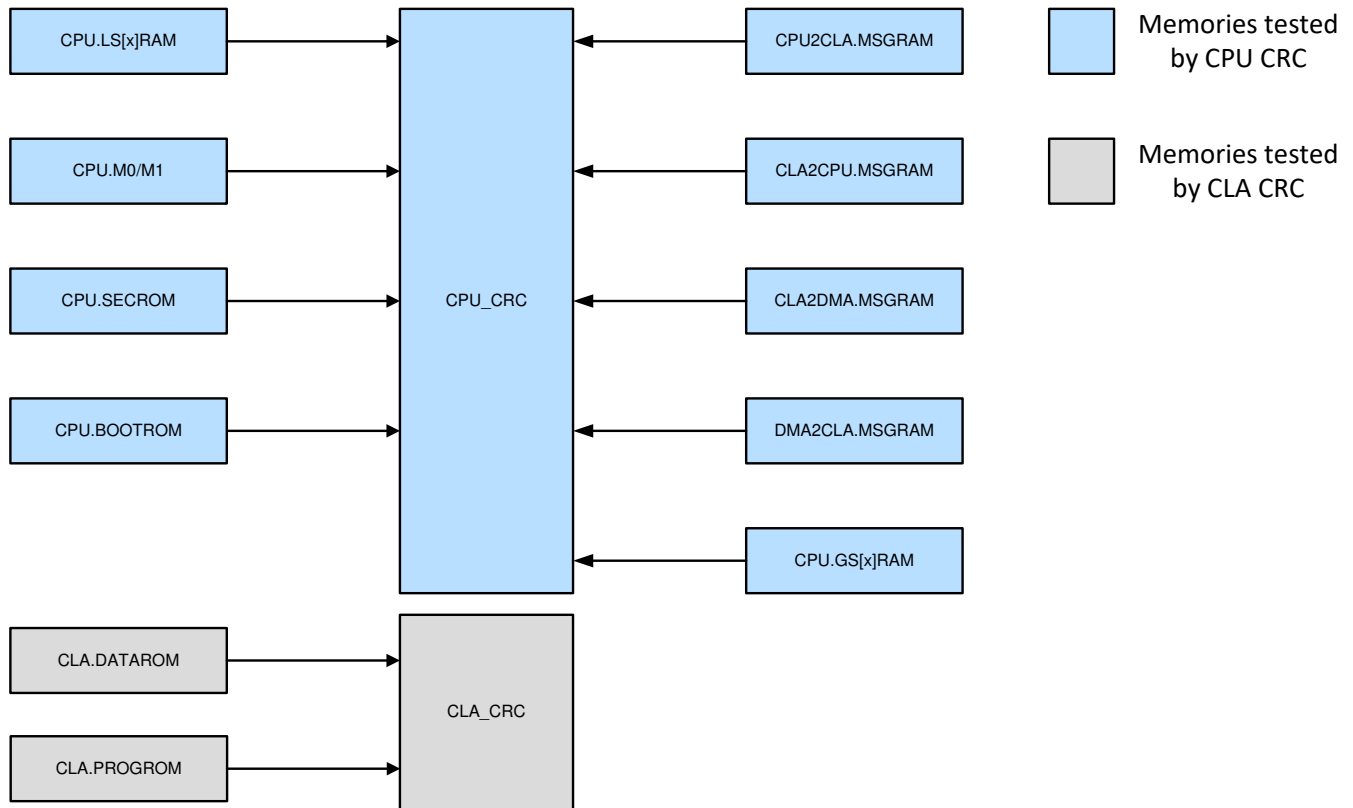 CPU.LS[x]RAM
CPU2CLA.MSGRAM
Memories tested
by CPU CRC
CPU.M0/M1
CLA2CPU.MSGRAM
Memories tested
by CLA CRC
CPU.SECROM
CPU_CRC
CLA2DMA.MSGRAM
CPU.BOOTROM
DMA2CLA.MSGRAM
CPU.GS[x]RAM
CLA.DATAROM
CLA_CRC
CLA.PROGROM